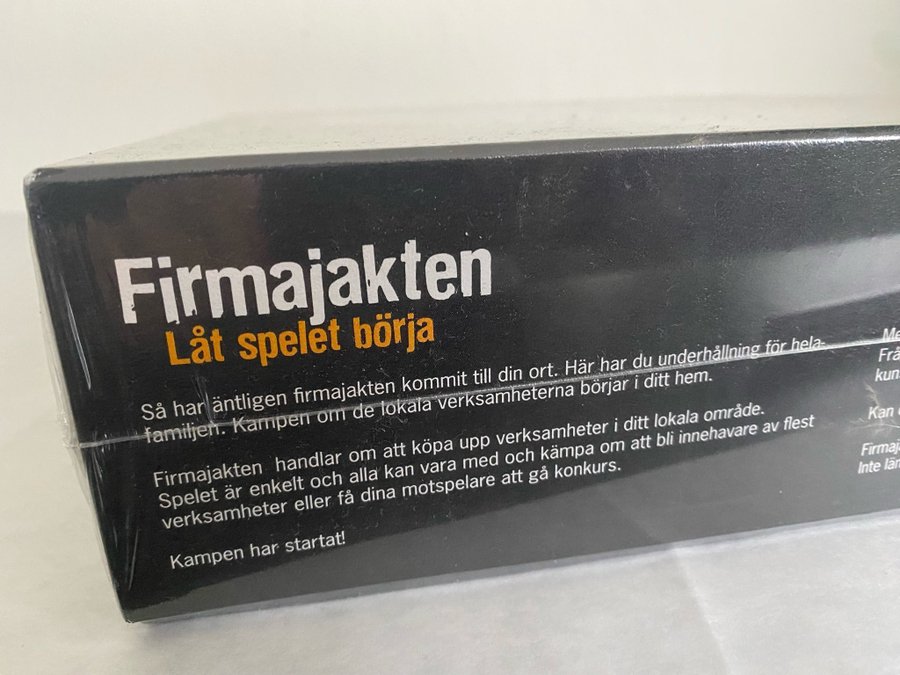 Firmajakten
Låt spelet börja
Så har äntligen firmajakten kommit till din ort. Här har du underhållning för hela
familjen. Kampen om de lokala verksamheterna börjar i ditt hem.
Firmajakten handlar om att köpa upp verksamheter i ditt lokala område.
Spelet är enkelt och alla kan vara med och kämpa om att bli innehavare av flest
verksamheter eller få dina motspelare att gå konkurs.
Kampen har startat!
Kan
Inte